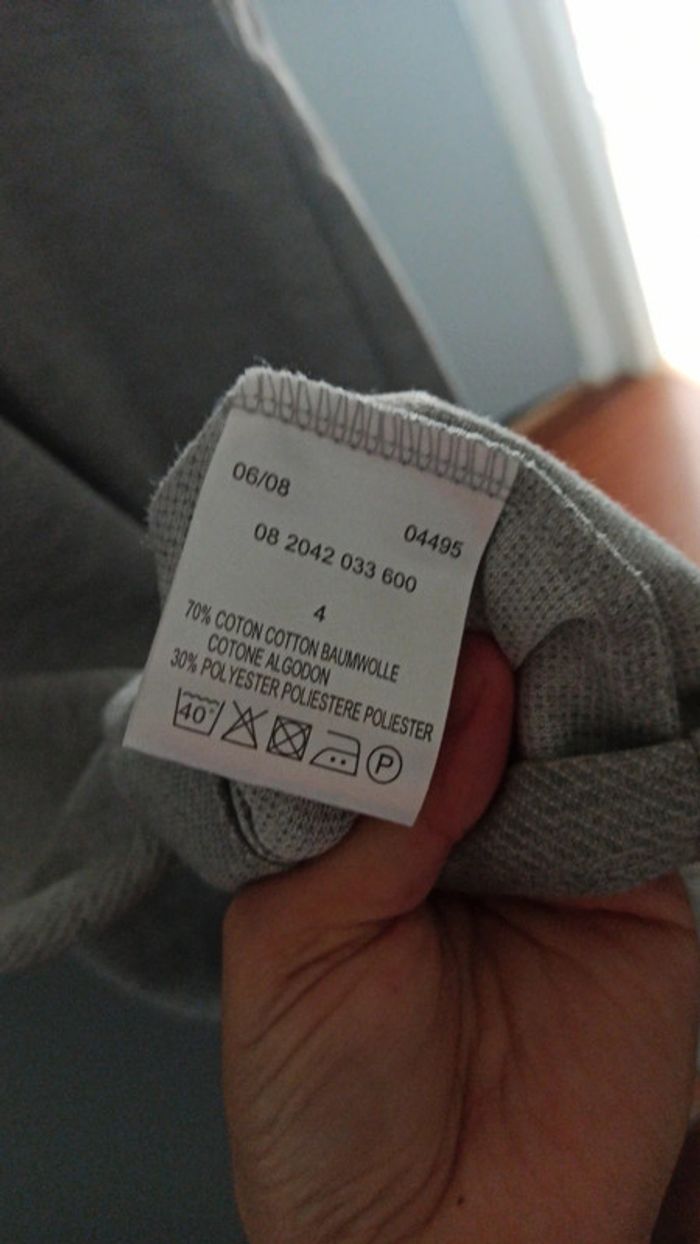 06/08
04495
08 2042 033 600
4
70% COTON COTTON BAUMWOLLE
COTONE ALGODON
30% POLYESTER POLIESTERE POLIESTER
40°
P